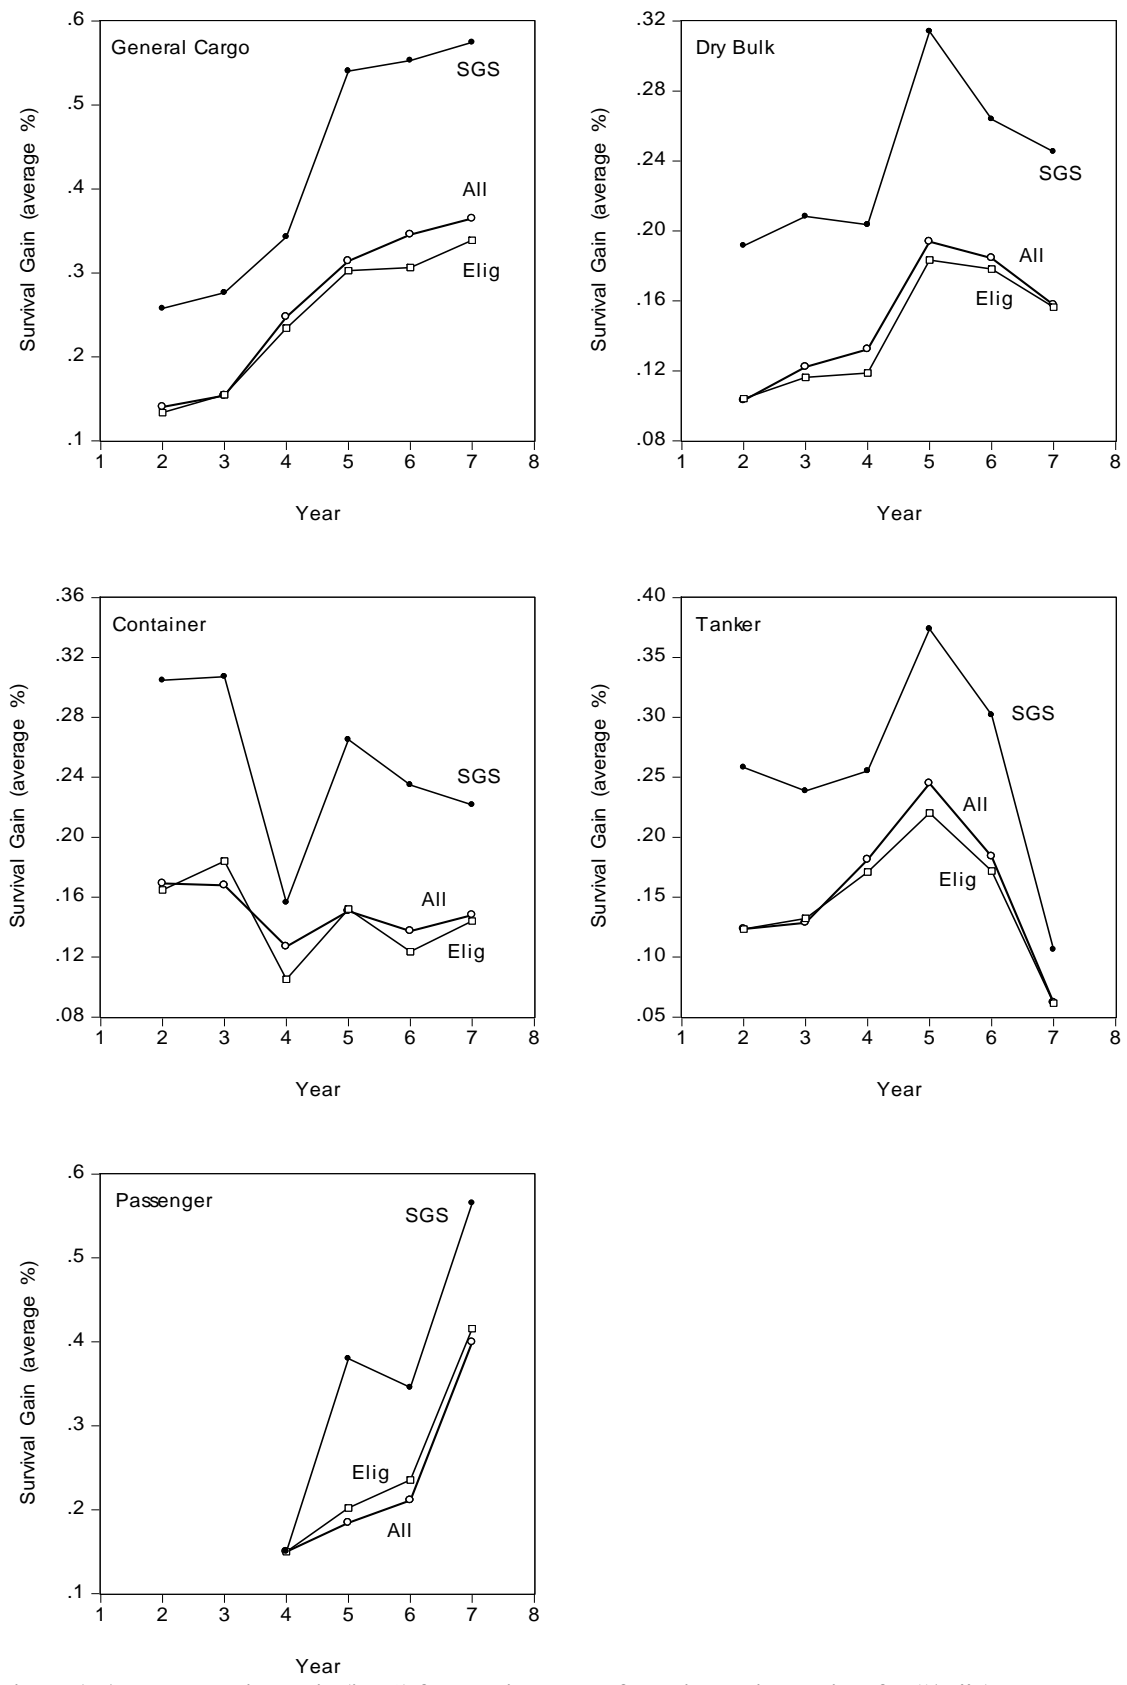 General Cargo
.6
.5
.4
.3
.2
.1
Survival Gain (average %)
SGS
All
Elig
1 2 3 4 5 6 7 8
Year
Dry Bulk
.32
.28
.24
.20
.16
.12
.08
Survival Gain (average %)
SGS
All
Elig
1 2 3 4 5 6 7 8
Year
Container
.36
.32
.28
.24
.20
.16
.12
.08
Survival Gain (average %)
SGS
All
Elig
1 2 3 4 5 6 7 8
Year
Tanker
.40
.35
.30
.25
.20
.15
.10
.05
Survival Gain (average %)
SGS
All
Elig
1 2 3 4 5 6 7 8
Year
Passenger
.6
.5
.4
.3
.2
.1
Survival Gain (average %)
SGS
Elig
All
1 2 3 4 5 6 7 8
Year